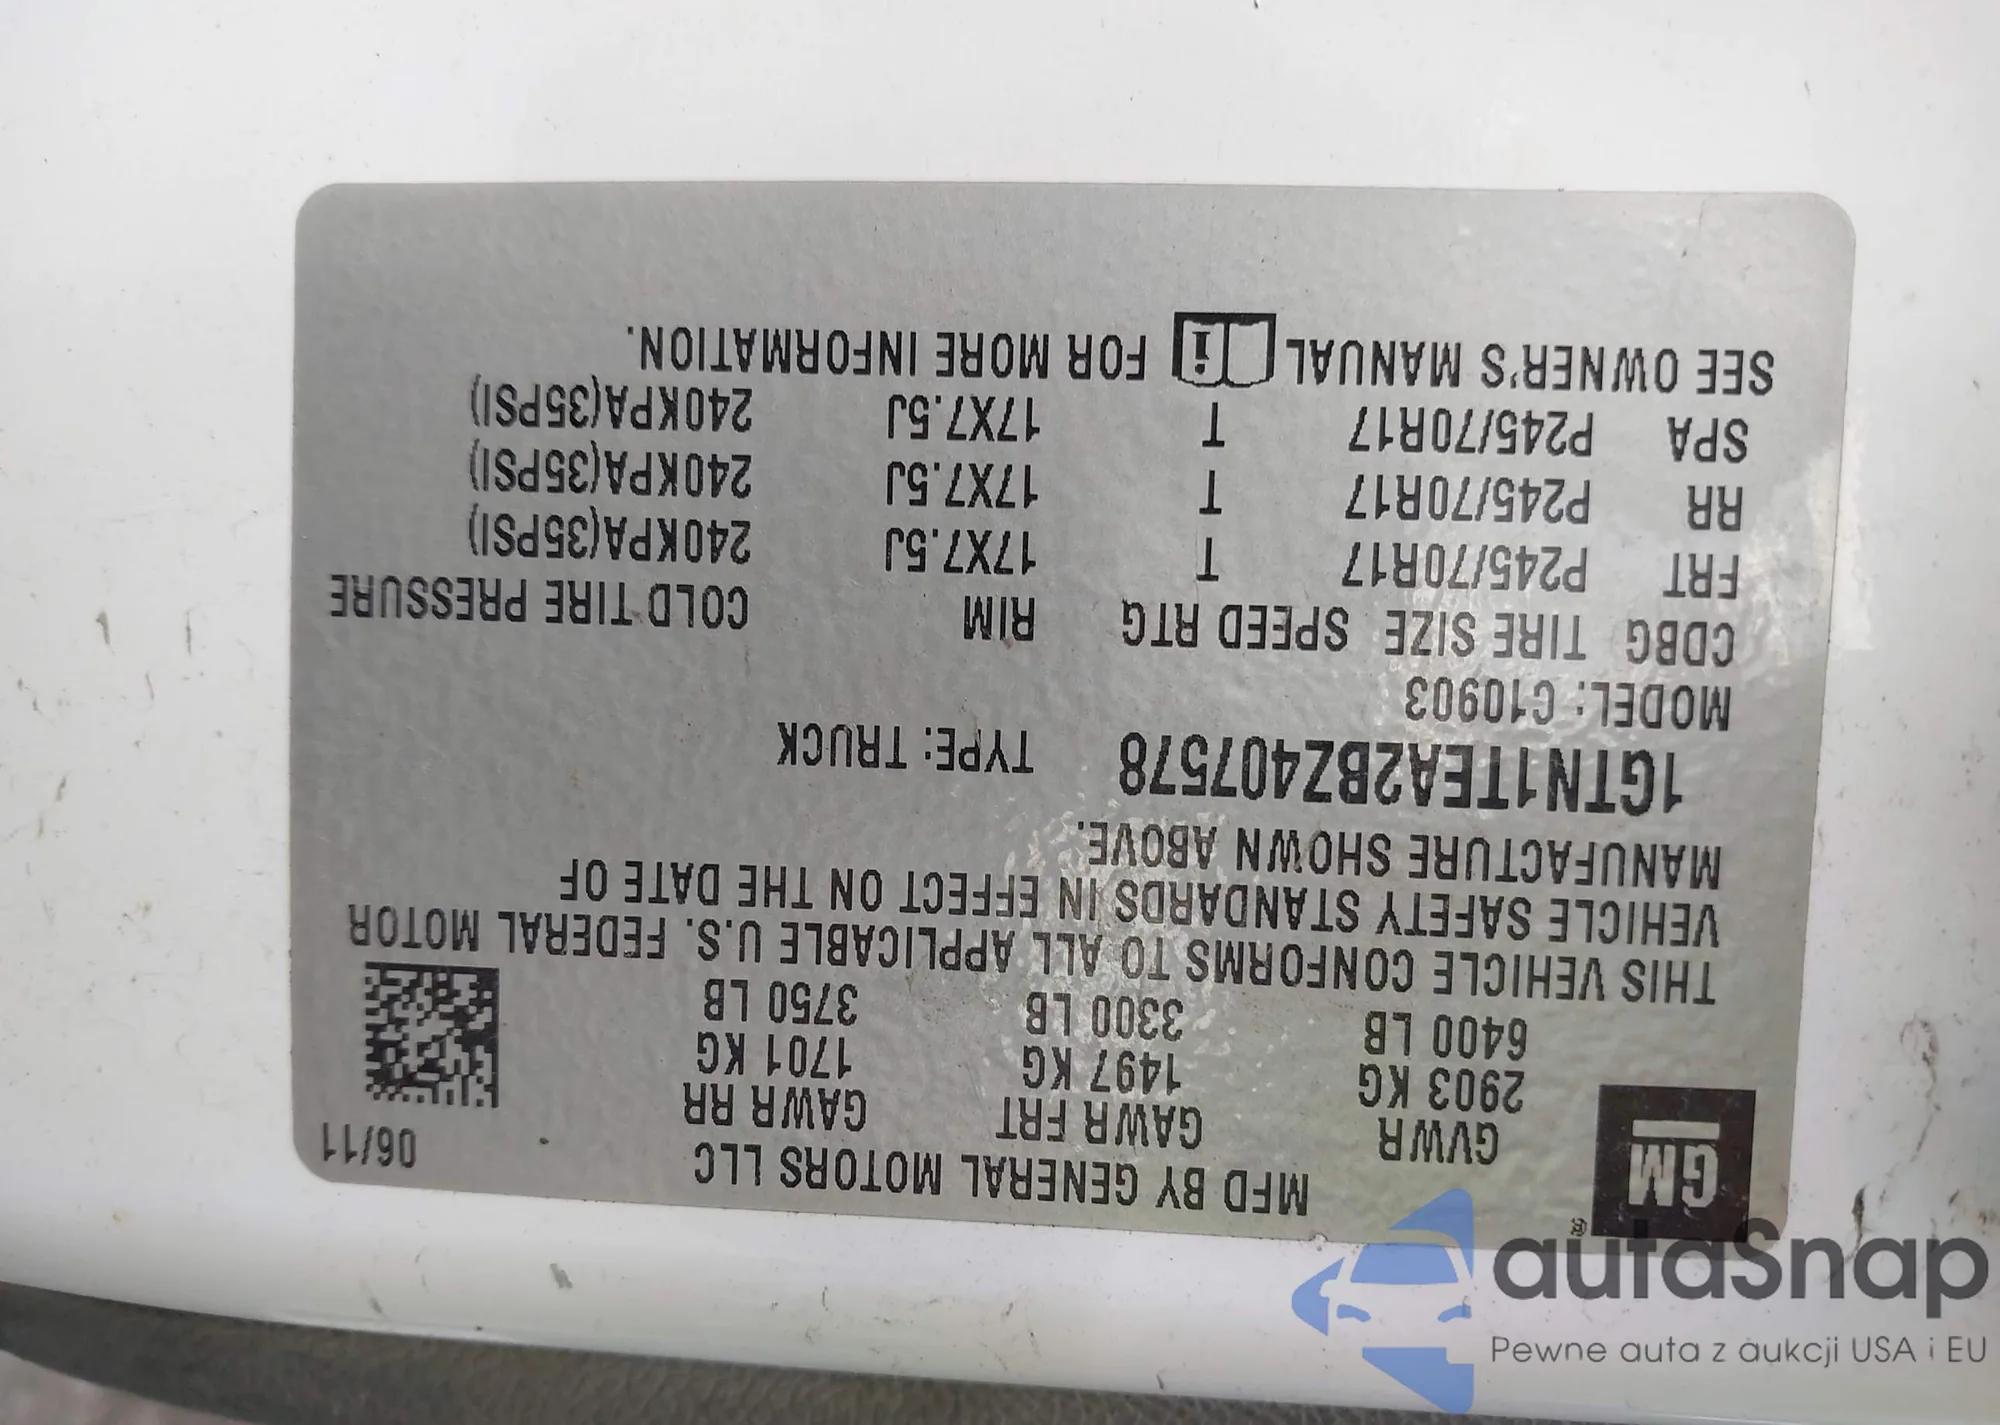 GM
MFD BY GENERAL MOTORS LLC
06/11
GVWR GAWR FRT GAWR RR
2903 KG 1497 KG 1701 KG
6400 LB 3300 LB 3750 LB
THIS VEHICLE CONFORMS TO ALL APPLICABLE U.S. FEDERAL MOTOR
VEHICLE SAFETY STANDARDS IN EFFECT ON THE DATE OF
MANUFACTURE SHOWN ABOVE.
1GTN1TEA2BZ407578 TYPE: TRUCK
MODEL: C10903
CDBG TIRE SIZE SPEED RTG RIM COLD TIRE PRESSURE
FRT P245/70R17 T 17X7.5J 240KPA(35PSI)
RR P245/70R17 T 17X7.5J 240KPA(35PSI)
SPA P245/70R17 T 17X7.5J 240KPA(35PSI)
SEE OWNER'S MANUAL i FOR MORE INFORMATION.
autaSnap
Pewne auta z aukcji USA i EU